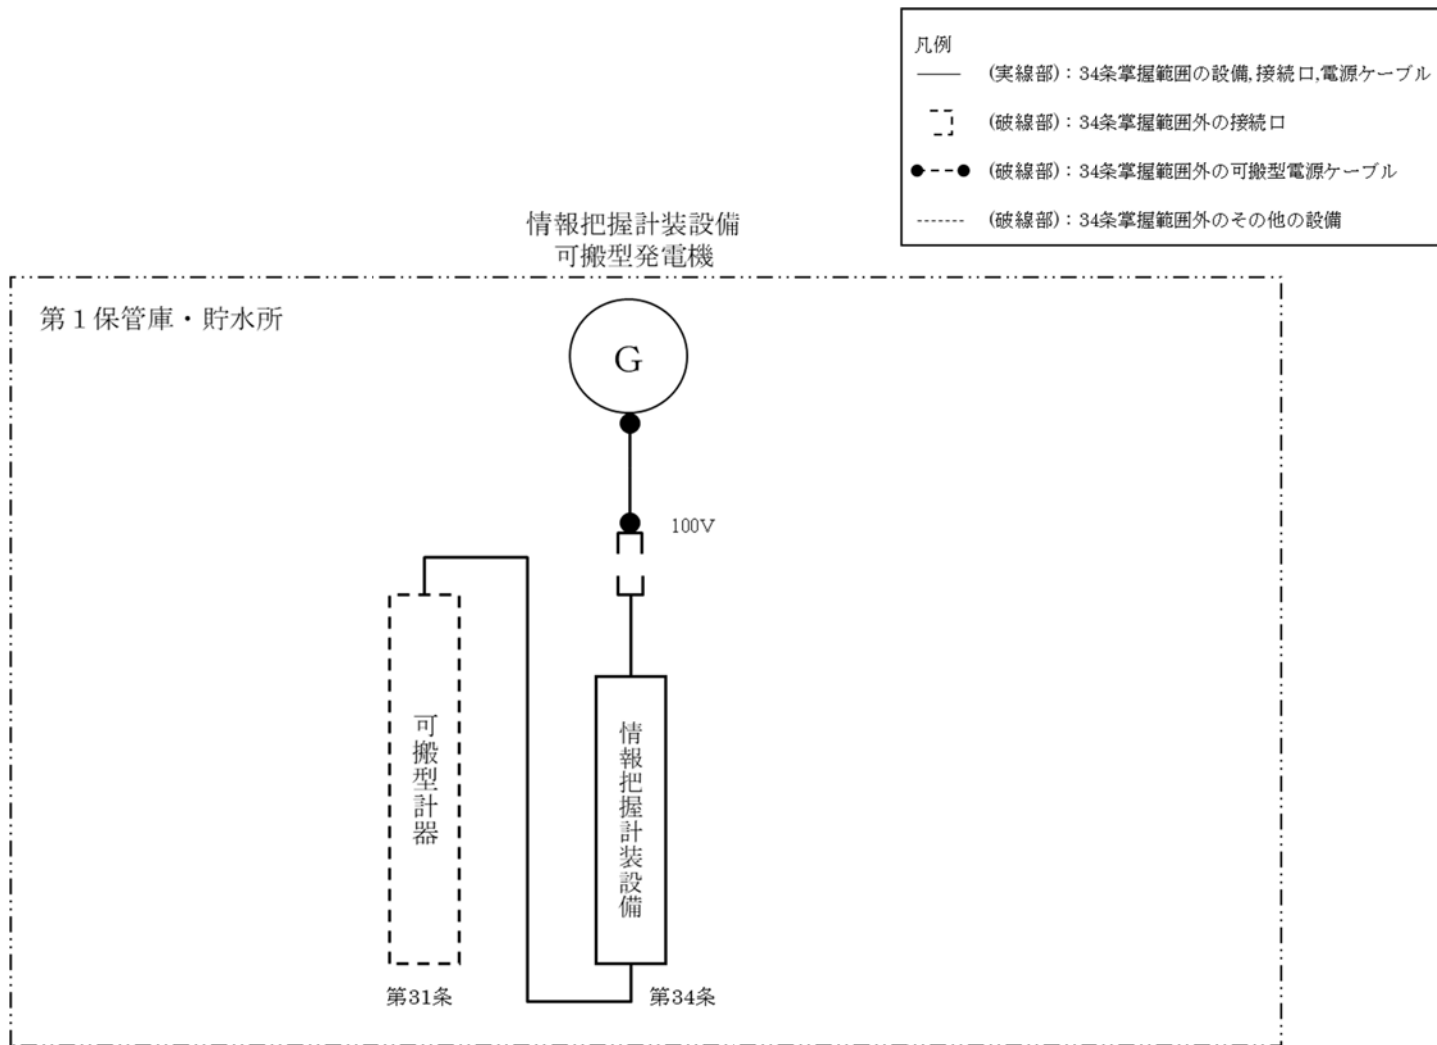 凡例
(実線部)：34条掌握範囲の設備,接続口,電源ケーブル
(破線部)：34条掌握範囲外の接続口
(破線部)：34条掌握範囲外の可搬型電源ケーブル
(破線部)：34条掌握範囲外のその他の設備
情報把握計装設備
可搬型発電機
第１保管庫・貯水所
G
100V
可搬型計器
情報把握計装設備
第31条
第34条